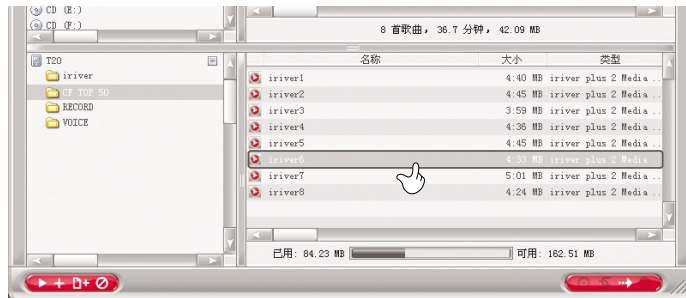 CD (E:)
CD (F:)
8 首歌曲, 36.7 分钟, 42.09 MB
T20
iriver
CP TOP 50
RECORD
VOICE
名称 大小 类型
iriver1 4:40 MB iriver plus 2 Media ..
iriver2 4:45 MB iriver plus 2 Media ..
iriver3 3:59 MB iriver plus 2 Media ..
iriver4 4:36 MB iriver plus 2 Media ..
iriver5 4:45 MB iriver plus 2 Media ..
iriver6 4:33 MB iriver plus 2 Media ..
iriver7 5:01 MB iriver plus 2 Media ..
iriver8 4:24 MB iriver plus 2 Media ..
已用: 84.23 MB 可用: 162.51 MB